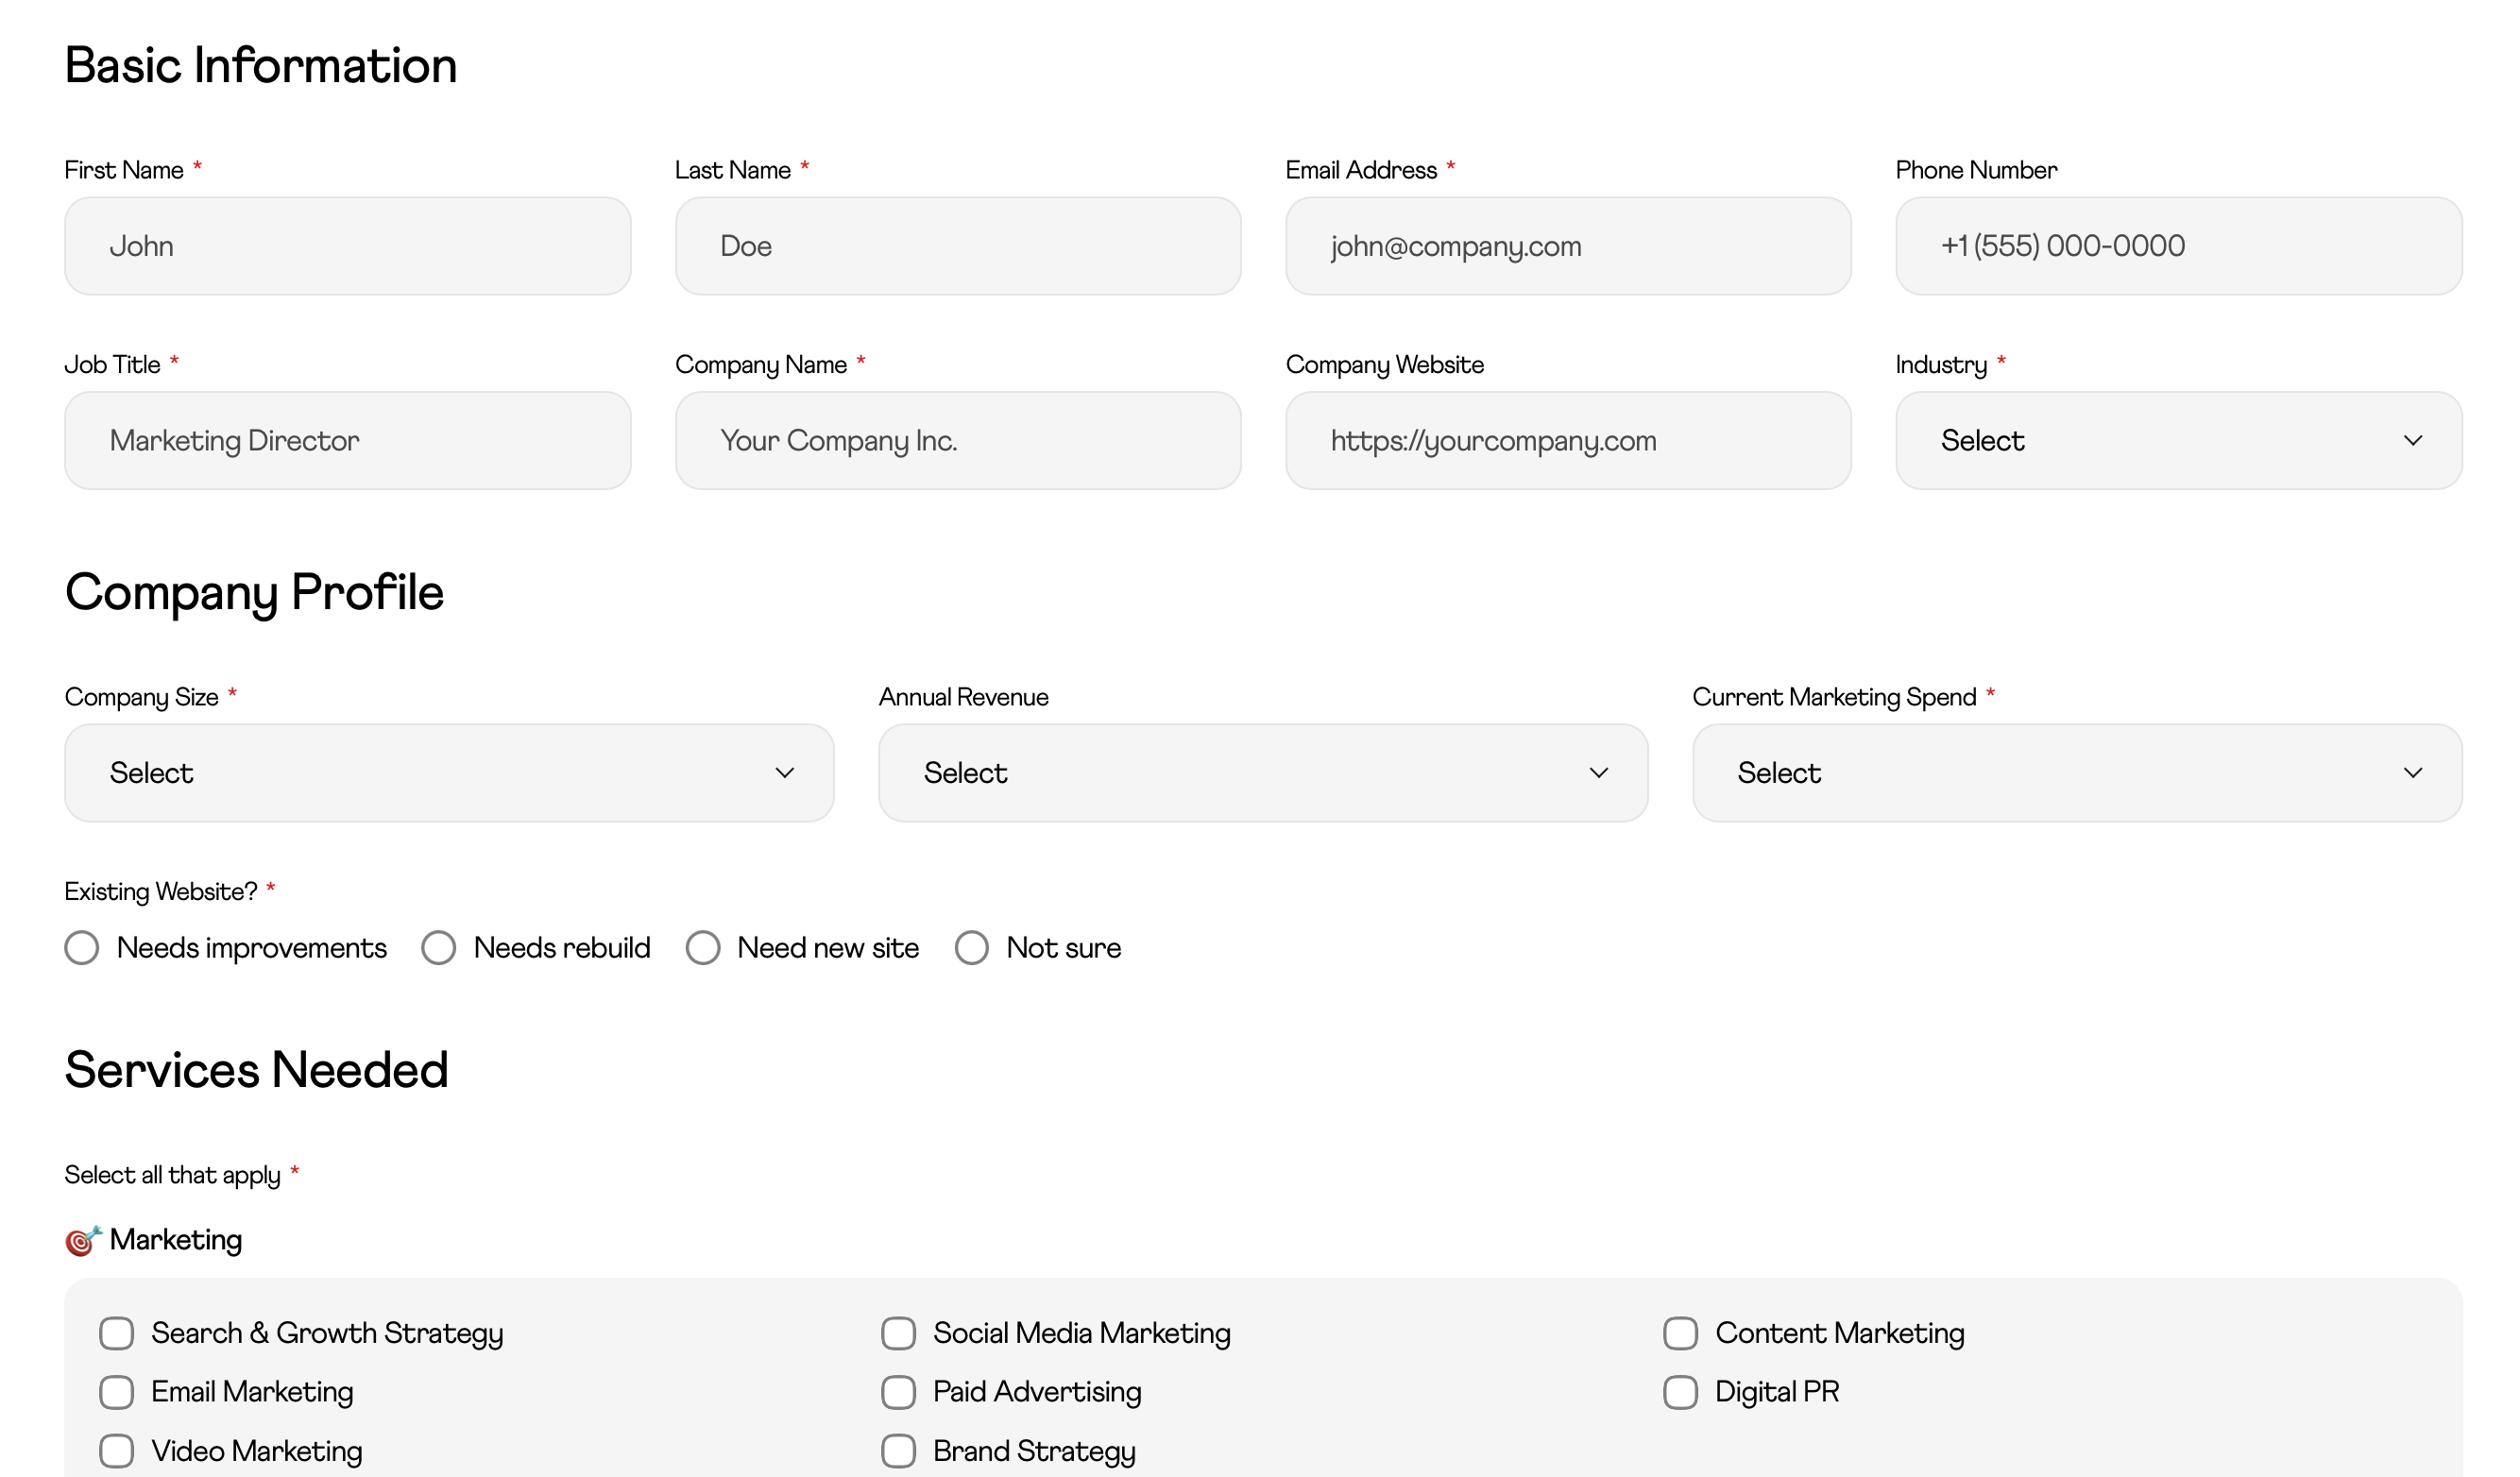 Basic Information
First Name * Last Name * Email Address * Phone Number
John Doe john@company.com +1 (555) 000-0000
Job Title * Company Name * Company Website Industry *
Marketing Director Your Company Inc. https://yourcompany.com Select
Company Profile
Company Size * Annual Revenue Current Marketing Spend *
Select Select Select
Existing Website? *
Needs improvements Needs rebuild Need new site Not sure
Services Needed
Select all that apply *
🎯 Marketing
Search & Growth Strategy Social Media Marketing Content Marketing
Email Marketing Paid Advertising Digital PR
Video Marketing Brand Strategy